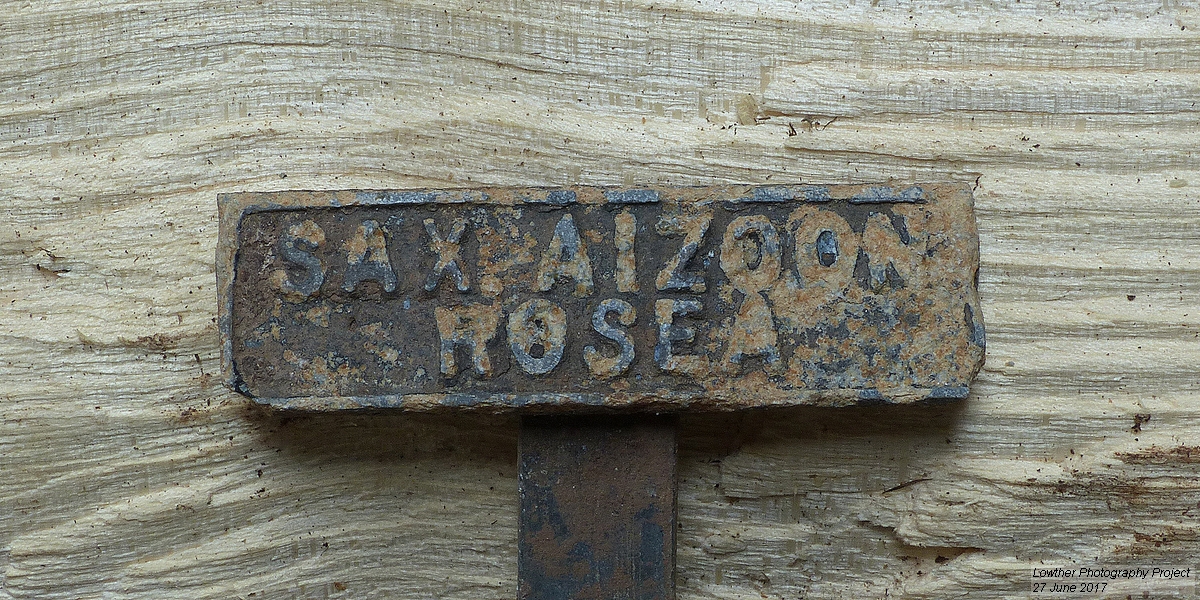 SAX. AIZOON
ROSEA
Lowther Photography Project
27 June 2017